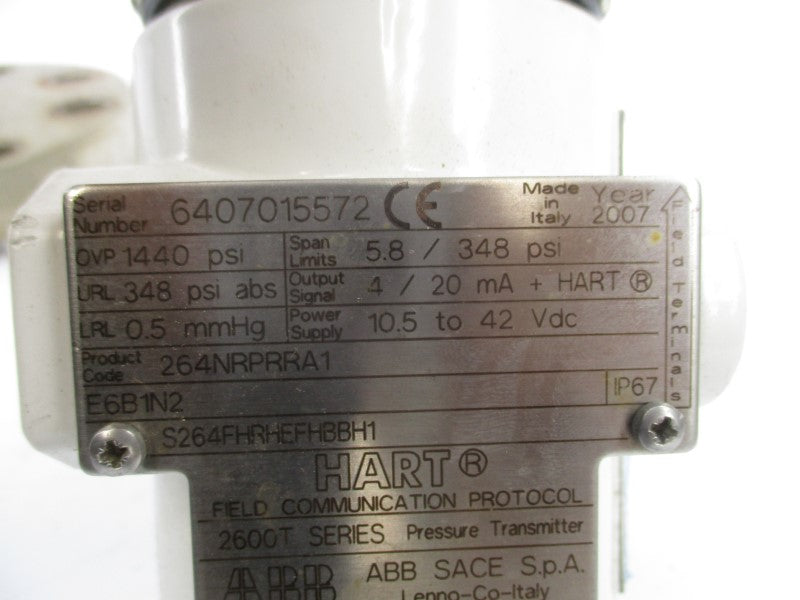 Serial Number 6407015572 CE Made in Italy Year 2007
OVP 1440 psi Span Limits 5.8 / 348 psi
URL 348 psi abs Output Signal 4 / 20 mA + HART ®
LRL 0.5 mmHg Power Supply 10.5 to 42 Vdc
Product Code 264NRPRRA1
E6B1N2 IP67
S264FHRHEFHBBH1
HART®
FIELD COMMUNICATION PROTOCOL
2600T SERIES Pressure Transmitter
ABB ABB SACE S.p.A.
Lenno-Co-Italy
Field Terminals